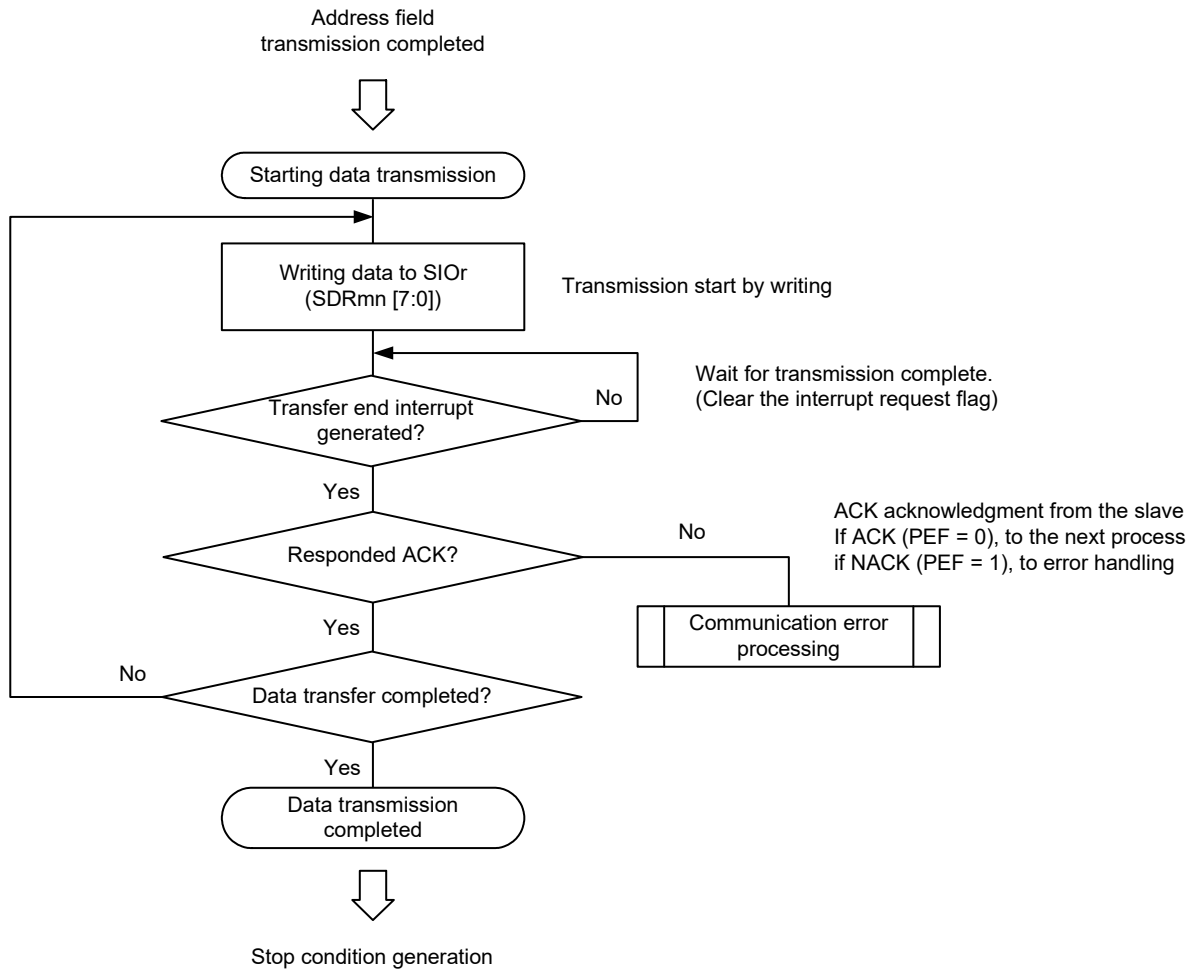 Address field
transmission completed
Starting data transmission
Writing data to SIOr
(SDRmn [7:0])
Transmission start by writing
Transfer end interrupt
generated?
No
Wait for transmission complete.
(Clear the interrupt request flag)
Yes
Responded ACK?
No
ACK acknowledgment from the slave
If ACK (PEF = 0), to the next process
if NACK (PEF = 1), to error handling
Communication error
processing
Yes
Data transfer completed?
No
Yes
Data transmission
completed
Stop condition generation